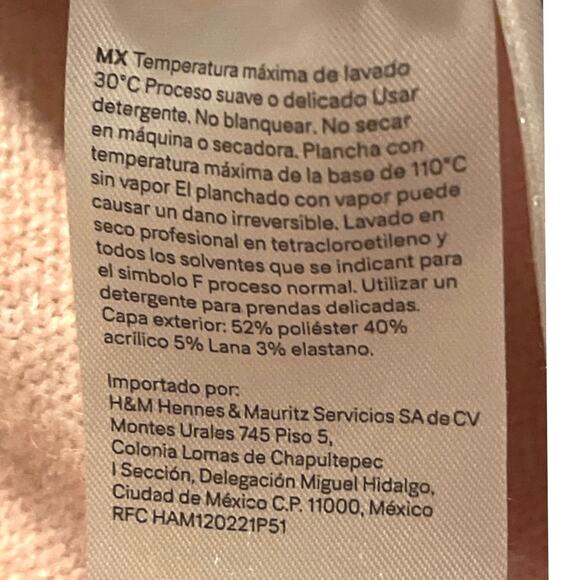 MX Temperatura máxima de lavado
30°C Proceso suave o delicado Usar
detergente. No blanquear. No secar
en máquina o secadora. Plancha con
temperatura máxima de la base de 110°C
sin vapor El planchado con vapor puede
causar un dano irreversible. Lavado en
seco profesional en tetracloroetileno y
todos los solventes que se indicant para
el simbolo F proceso normal. Utilizar un
detergente para prendas delicadas.
Capa exterior: 52% poliéster 40%
acrílico 5% Lana 3% elastano.
Importado por:
H&M Hennes & Mauritz Servicios SA de CV
Montes Urales 745 Piso 5,
Colonia Lomas de Chapultepec
I Sección, Delegación Miguel Hidalgo,
Ciudad de México C.P. 11000, México
RFC HAM120221P51